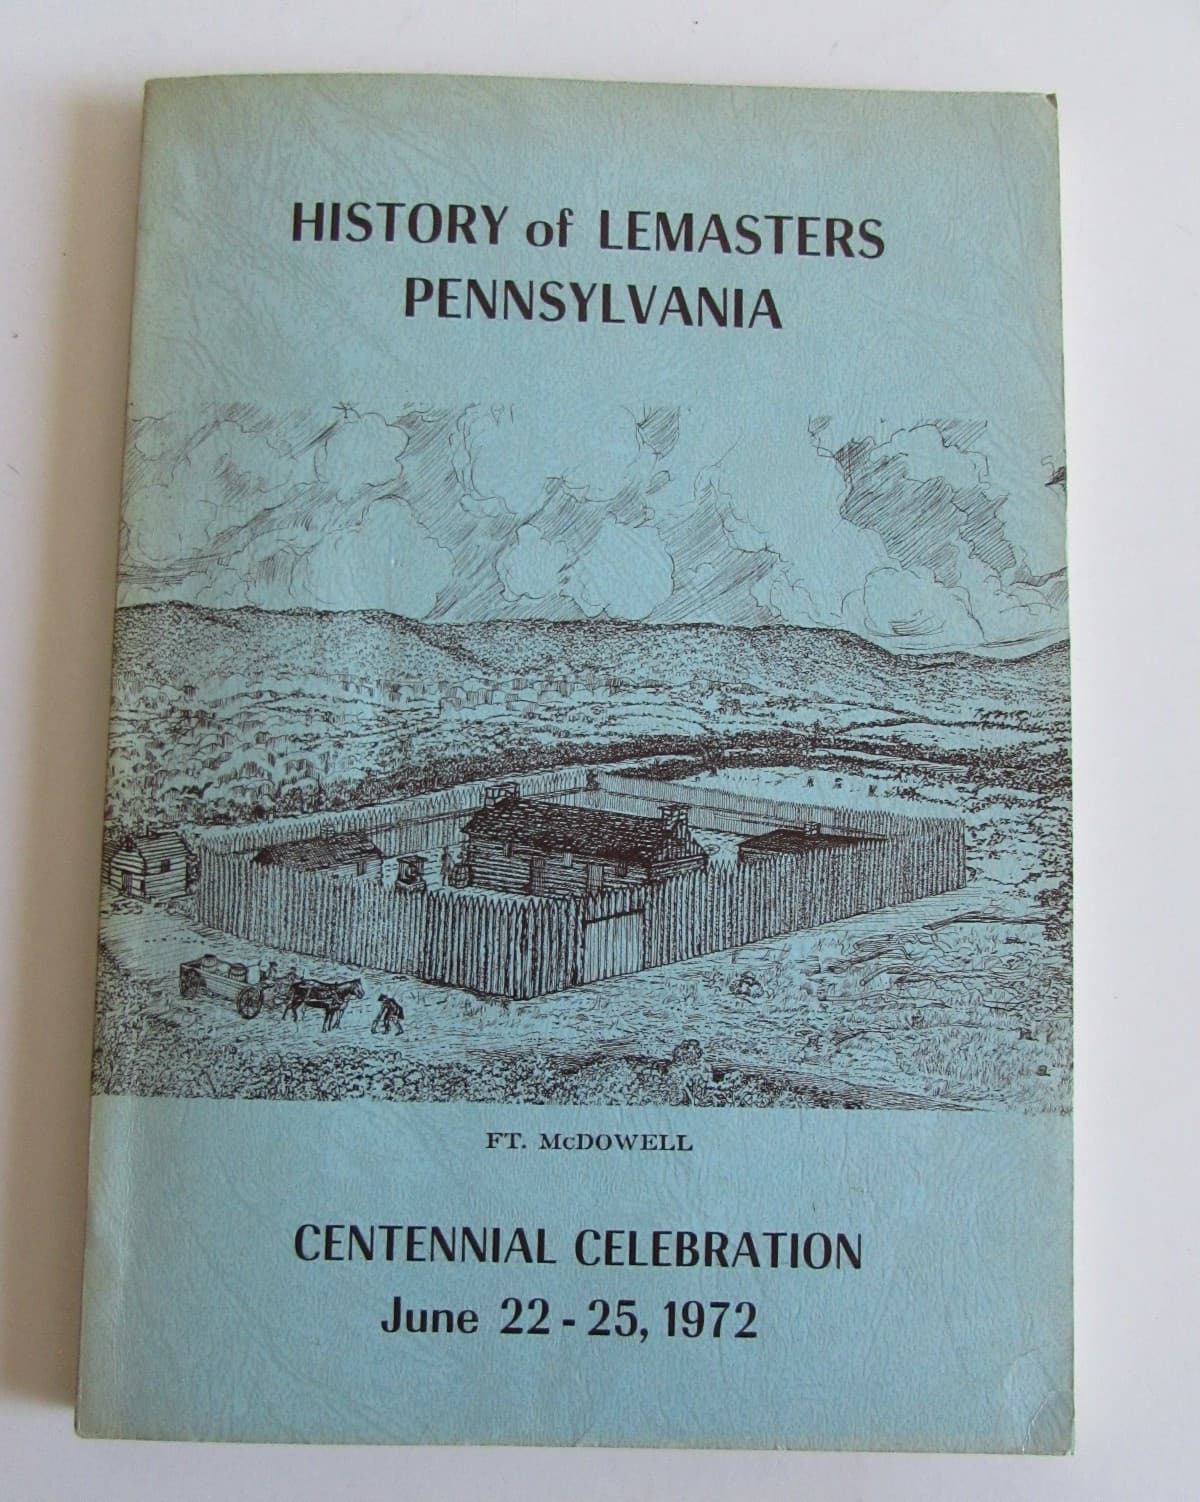 HISTORY of LEMASTERS
PENNSYLVANIA
FT. McDOWELL
CENTENNIAL CELEBRATION
June 22 - 25, 1972